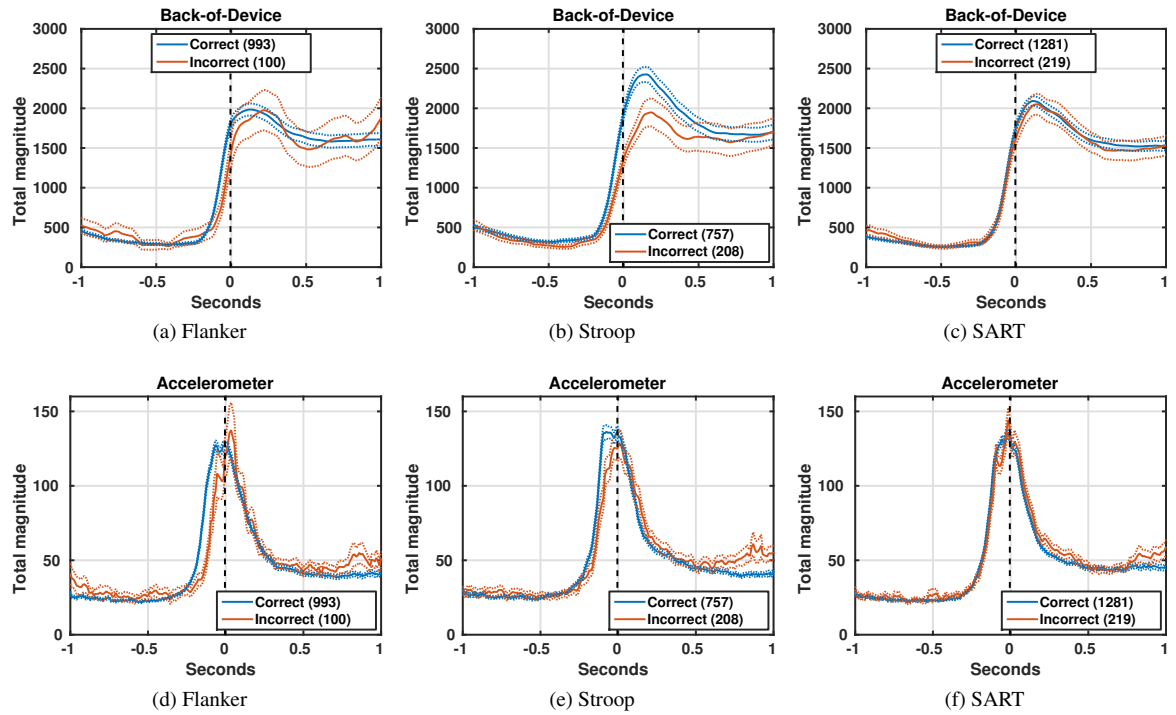 Back-of-Device
3000
2500
2000
1500
1000
500
0
Total magnitude
Correct (993)
Incorrect (100)
-1 -0.5 0 0.5 1
Seconds
(a) Flanker
Back-of-Device
3000
2500
2000
1500
1000
500
0
Total magnitude
Correct (757)
Incorrect (208)
-1 -0.5 0 0.5 1
Seconds
(b) Stroop
Back-of-Device
3000
2500
2000
1500
1000
500
0
Total magnitude
Correct (1281)
Incorrect (219)
-1 -0.5 0 0.5 1
Seconds
(c) SART
Accelerometer
150
100
50
0
Total magnitude
Correct (993)
Incorrect (100)
-1 -0.5 0 0.5 1
Seconds
(d) Flanker
Accelerometer
150
100
50
0
Total magnitude
Correct (757)
Incorrect (208)
-1 -0.5 0 0.5 1
Seconds
(e) Stroop
Accelerometer
150
100
50
0
Total magnitude
Correct (1281)
Incorrect (219)
-1 -0.5 0 0.5 1
Seconds
(f) SART